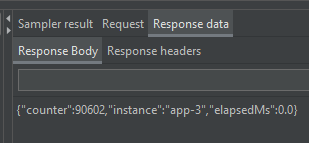 Sampler result Request Response data
Response Body Response headers
{"counter":90602,"instance":"app-3","elapsedMs":0.0}